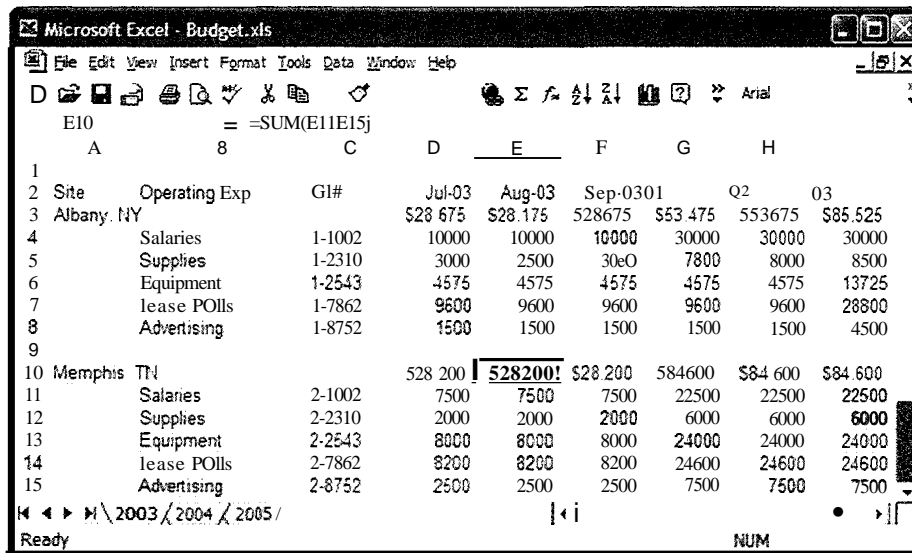 Microsoft Excel - Budget.xls
File Edit View Insert Format Tools Data Window Help
D Σ Arial
E10 = =SUM(E11E15j
A 8 C D E F G H
1
2 Site Operating Exp Gl# Jul-03 Aug-03 Sep·0301 Q2 03
3 Albany. NY $28 675 $28.175 528675 $53 475 553675 $85.525
4 Salaries 1-1002 10000 10000 10000 30000 30000 30000
5 Supplies 1-2310 3000 2500 30eO 7800 8000 8500
6 Equipment 1-2543 4575 4575 4575 4575 4575 13725
7 lease POlls 1-7862 9600 9600 9600 9600 9600 28800
8 Advertising 1-8752 1500 1500 1500 1500 1500 4500
9
10 Memphis TN 528 200 528200! $28.200 584600 $84 600 $84.600
11 Salaries 2-1002 7500 7500 7500 22500 22500 22500
12 Supplies 2-2310 2000 2000 2000 6000 6000 6000
13 Equipment 2-2543 8000 8000 8000 24000 24000 24000
14 lease POlls 2-7862 8200 8200 8200 24600 24600 24600
15 Advertising 2-8752 2500 2500 2500 7500 7500 7500
2003 / 2004 / 2005 /
Ready NUM